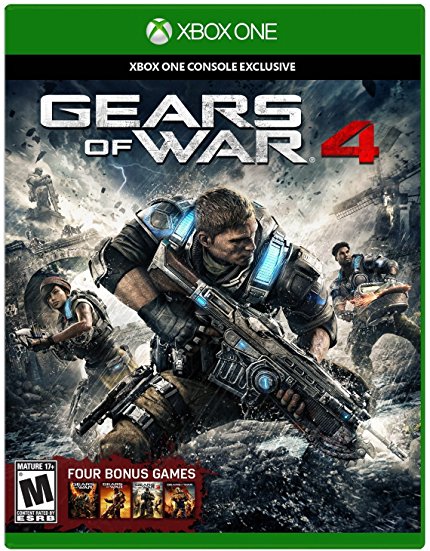 XBOX ONE
XBOX ONE CONSOLE EXCLUSIVE
GEARS
OF WAR 4
MATURE 17+
M
CONTENT RATED BY
ESRB
FOUR BONUS GAMES